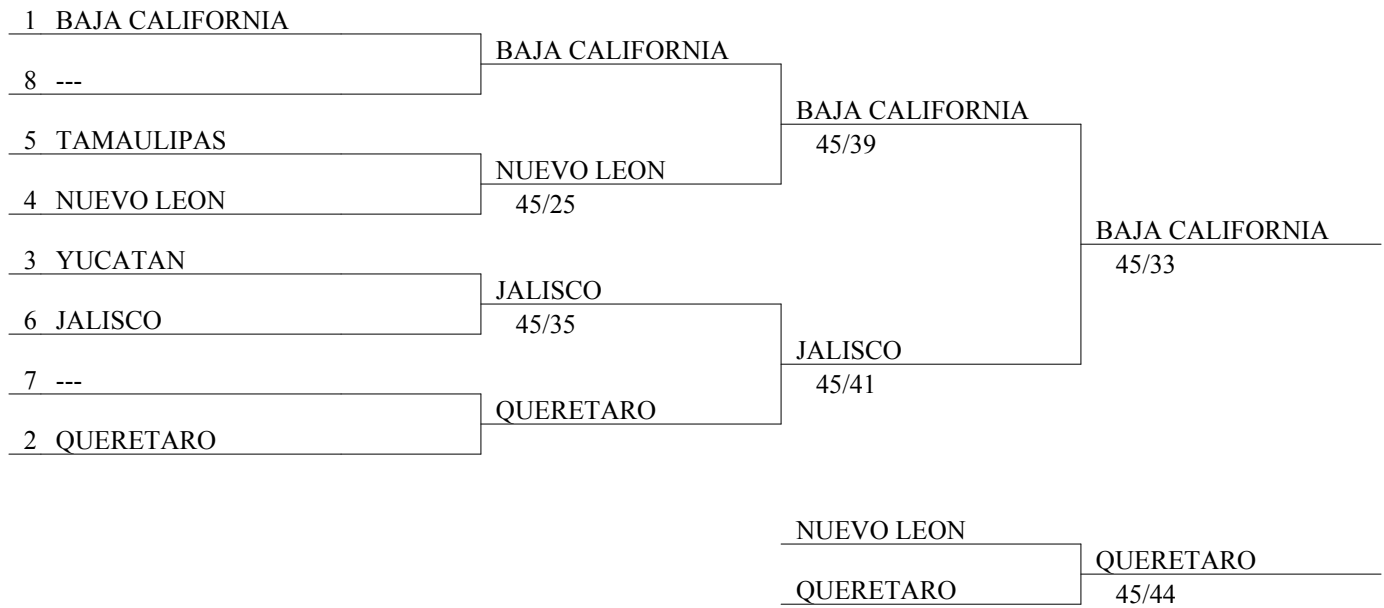 1 BAJA CALIFORNIA
BAJA CALIFORNIA
8 ---
BAJA CALIFORNIA
45/39
5 TAMAULIPAS
NUEVO LEON
45/25
4 NUEVO LEON
BAJA CALIFORNIA
45/33
3 YUCATAN
JALISCO
45/35
6 JALISCO
JALISCO
45/41
7 ---
QUERETARO
2 QUERETARO
NUEVO LEON
QUERETARO
45/44
QUERETARO